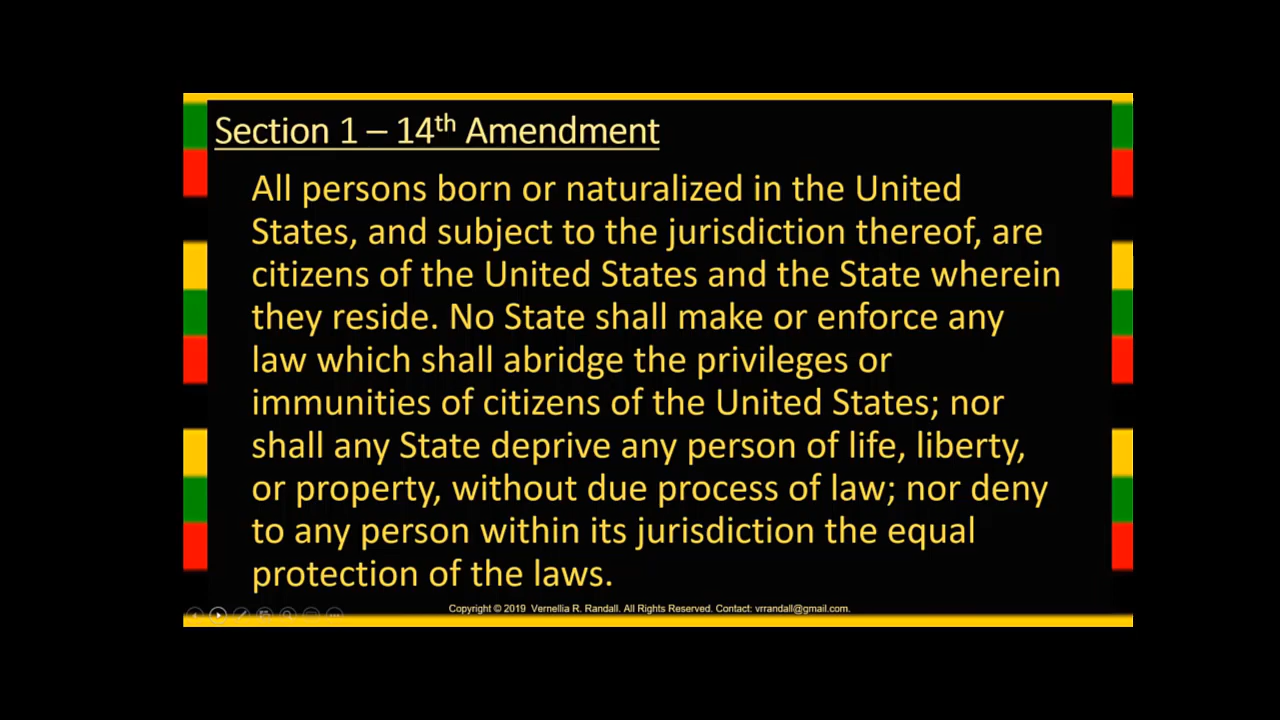 Section 1 – 14th Amendment
All persons born or naturalized in the United
States, and subject to the jurisdiction thereof, are
citizens of the United States and the State wherein
they reside. No State shall make or enforce any
law which shall abridge the privileges or
immunities of citizens of the United States; nor
shall any State deprive any person of life, liberty,
or property, without due process of law; nor deny
to any person within its jurisdiction the equal
protection of the laws.
Copyright © 2019 Vernellia R. Randall. All Rights Reserved. Contact: vrrandall@gmail.com.